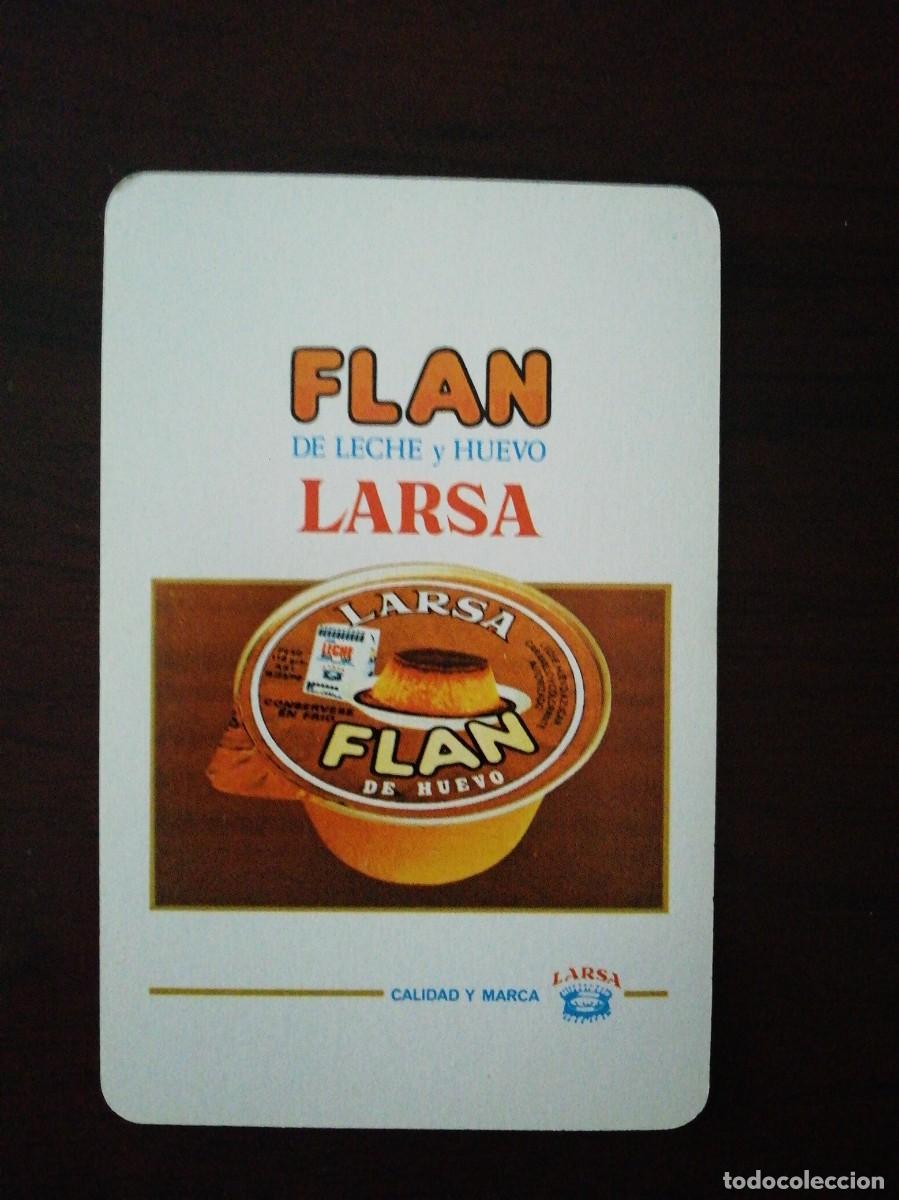 FLAN
DE LECHE y HUEVO
LARSA
LARSA
LECHE
CONSERVESE
EN FRIO
FLAN
DE HUEVO
CALIDAD Y MARCA
LARSA
todocoleccion